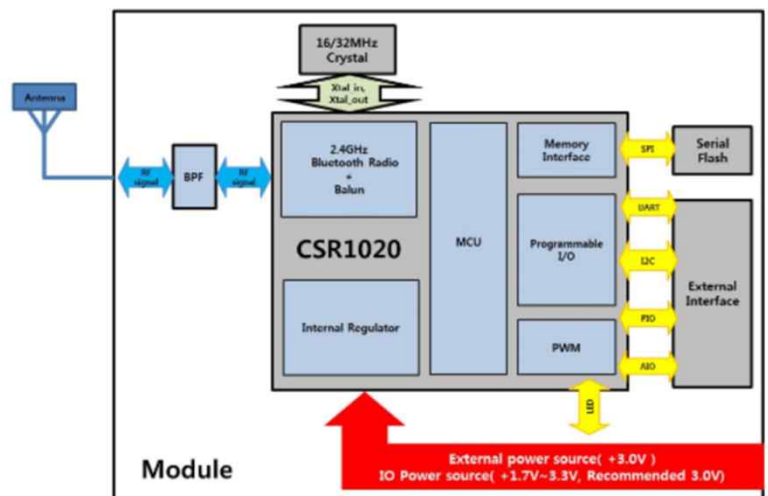 16/32MHz
Crystal
Xtal_in,
Xtal_out
Antenna
RF
signal
BPF
RF
signal
2.4GHz
Bluetooth Radio
+
Balun
CSR1020
Internal Regulator
MCU
Memory
Interface
Programmable
I/O
PWM
SPI
UART
I2C
PIO
AIO
LED
Serial
Flash
External
Interface
External power source( +3.0V )
IO Power source( +1.7V~3.3V, Recommended 3.0V)
Module